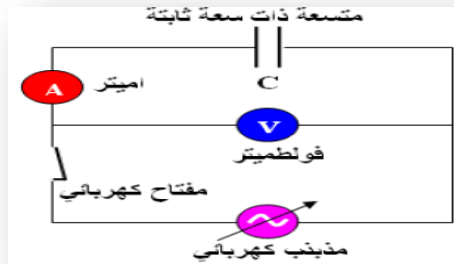 متسعة ذات سعة ثابتة
C
A
اميتر
V
فولطميتر
مفتاح كهربائي
مذبذب كهربائي